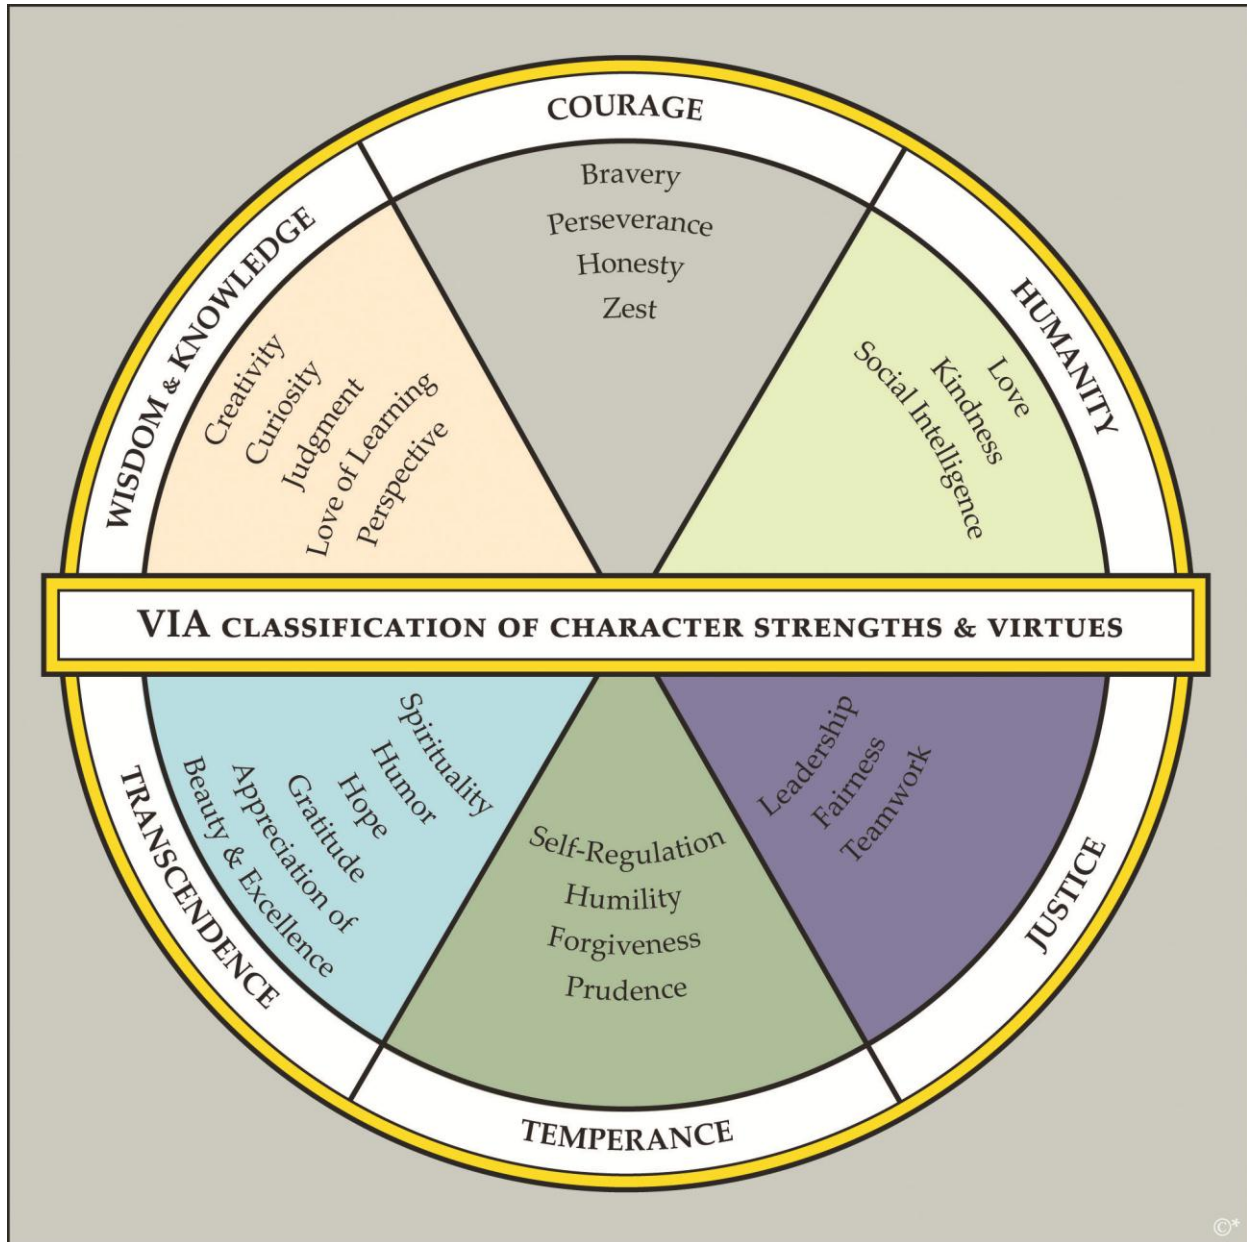 COURAGE
Bravery
Perseverance
Honesty
Zest
HUMANITY
Love
Kindness
Social Intelligence
WISDOM & KNOWLEDGE
Creativity
Curiosity
Judgment
Love of Learning
Perspective
VIA CLASSIFICATION OF CHARACTER STRENGTHS & VIRTUES
TRANSCENDENCE
Spirituality
Humor
Hope
Gratitude
Appreciation of
Beauty & Excellence
TEMPERANCE
Self-Regulation
Humility
Forgiveness
Prudence
JUSTICE
Leadership
Fairness
Teamwork
©*